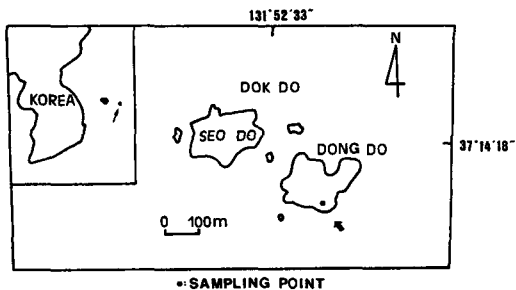 131°52'33"
N
DOK DO
KOREA
SEO DO
DONG DO
37°14'18"
0 100m
•:SAMPLING POINT